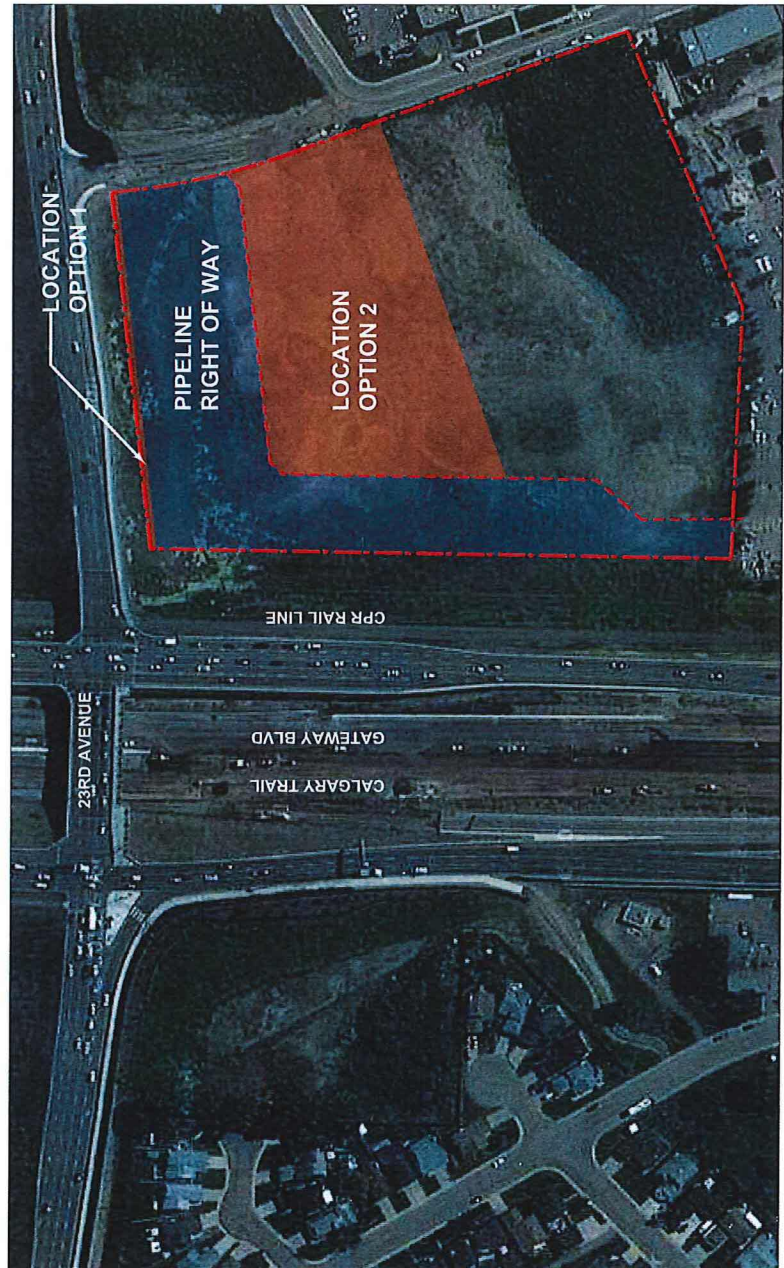 LOCATION
OPTION 1
PIPELINE
RIGHT OF WAY
LOCATION
OPTION 2
CPR RAIL LINE
23RD AVENUE
GATEWAY BLVD
CALGARY TRAIL